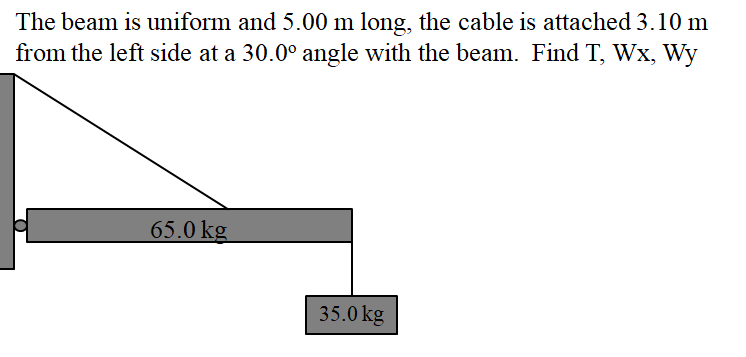 The beam is uniform and 5.00 m long, the cable is attached 3.10 m
from the left side at a 30.0º angle with the beam.  Find T, Wx, Wy
65.0 kg
35.0 kg